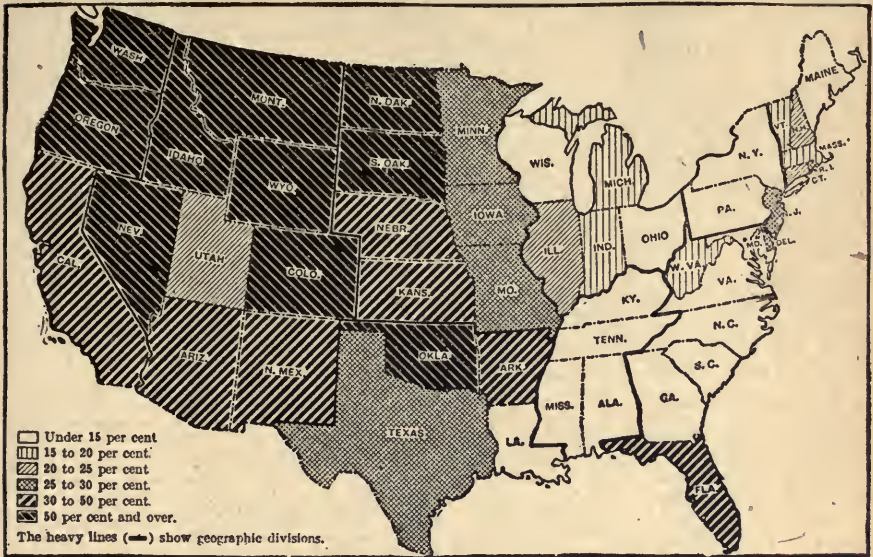 WASH.
MONT.
N. DAK.
MINN.
MAINE
OREGON
IDAHO
S. DAK.
WIS.
MICH.
N.Y.
VT.
N.H.
MASS.
R.I.
CT.
WYO.
NEBR.
IOWA
PA.
N.J.
NEV.
UTAH
COLO.
ILL.
IND.
OHIO
MD.
DEL.
CAL.
KANS.
MO.
W. VA.
VA.
KY.
ARIZ.
N. MEX.
OKLA.
ARK.
TENN.
N.C.
S.C.
TEXAS
LA.
MISS.
ALA.
GA.
FLA.
Under 15 per cent
15 to 20 per cent.
20 to 25 per cent
25 to 30 per cent.
30 to 50 per cent.
50 per cent and over.
The heavy lines (▬) show geographic divisions.